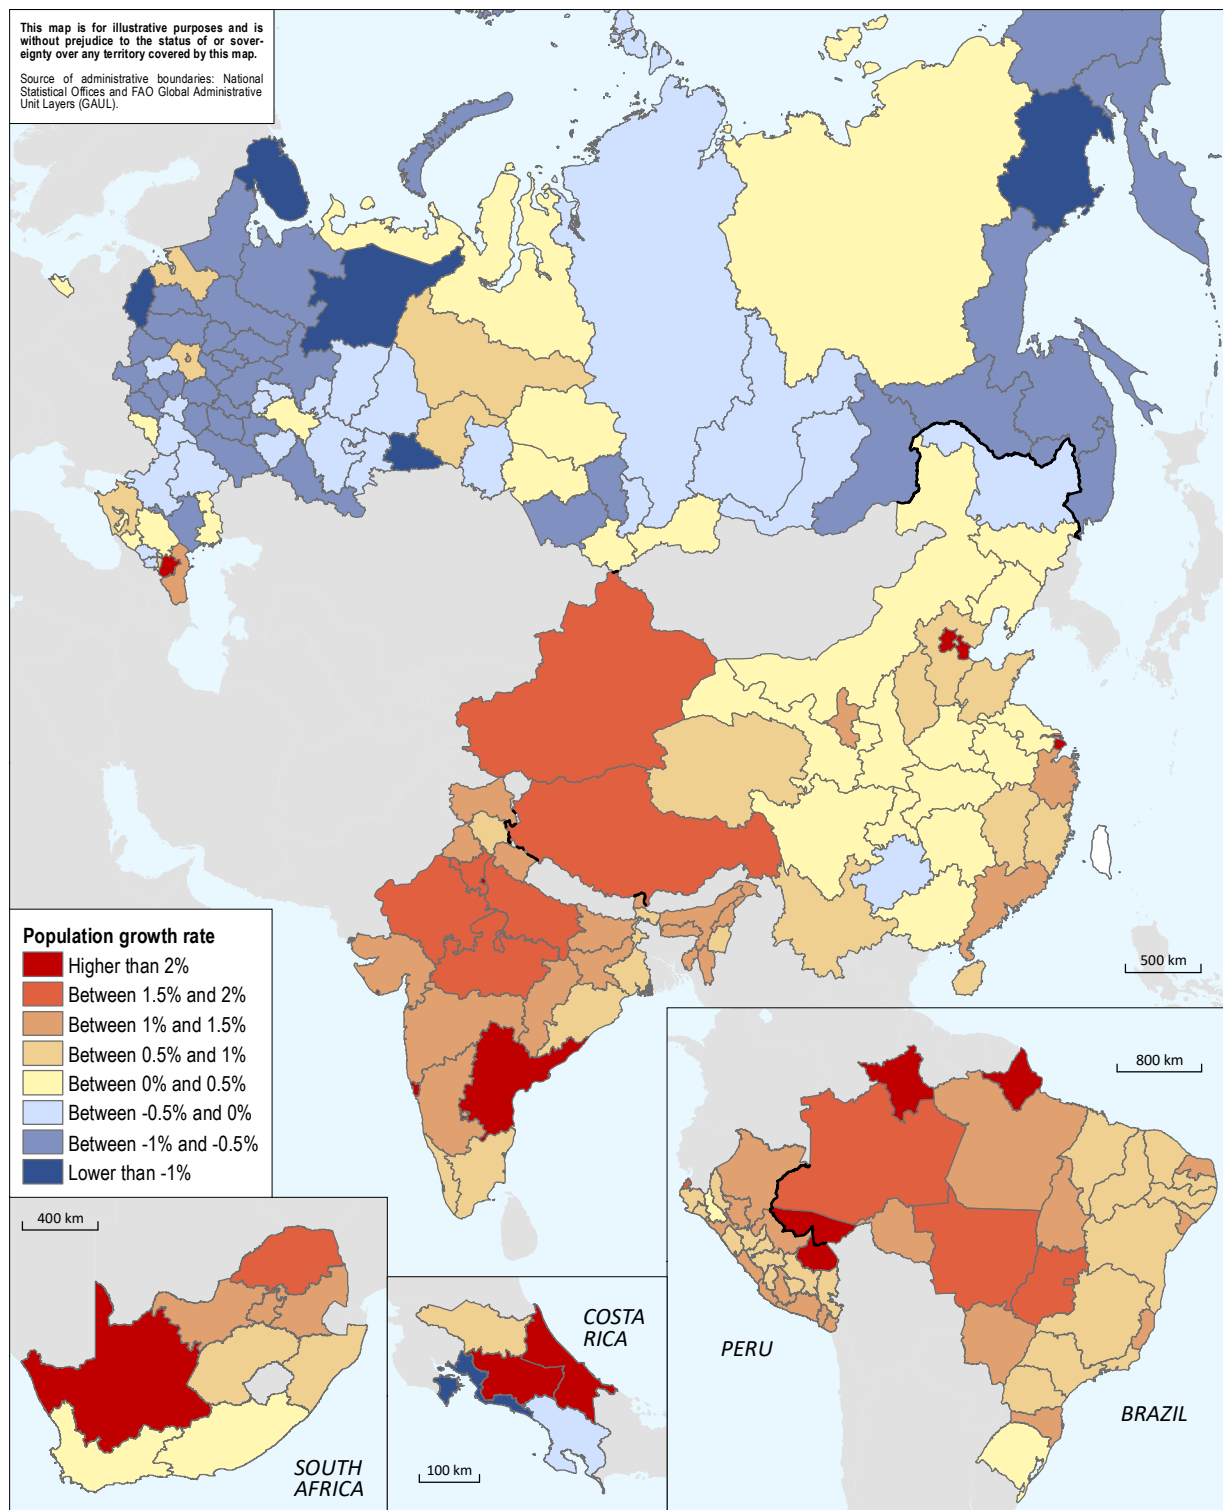 This map is for illustrative purposes and is
without prejudice to the status of or sover-
eignty over any territory covered by this map.
Source of administrative boundaries: National
Statistical Offices and FAO Global Administrative
Unit Layers (GAUL).
500 km
Population growth rate
Higher than 2%
Between 1.5% and 2%
Between 1% and 1.5%
Between 0.5% and 1%
Between 0% and 0.5%
Between -0.5% and 0%
Between -1% and -0.5%
Lower than -1%
800 km
PERU
BRAZIL
400 km
SOUTH
AFRICA
COSTA
RICA
100 km